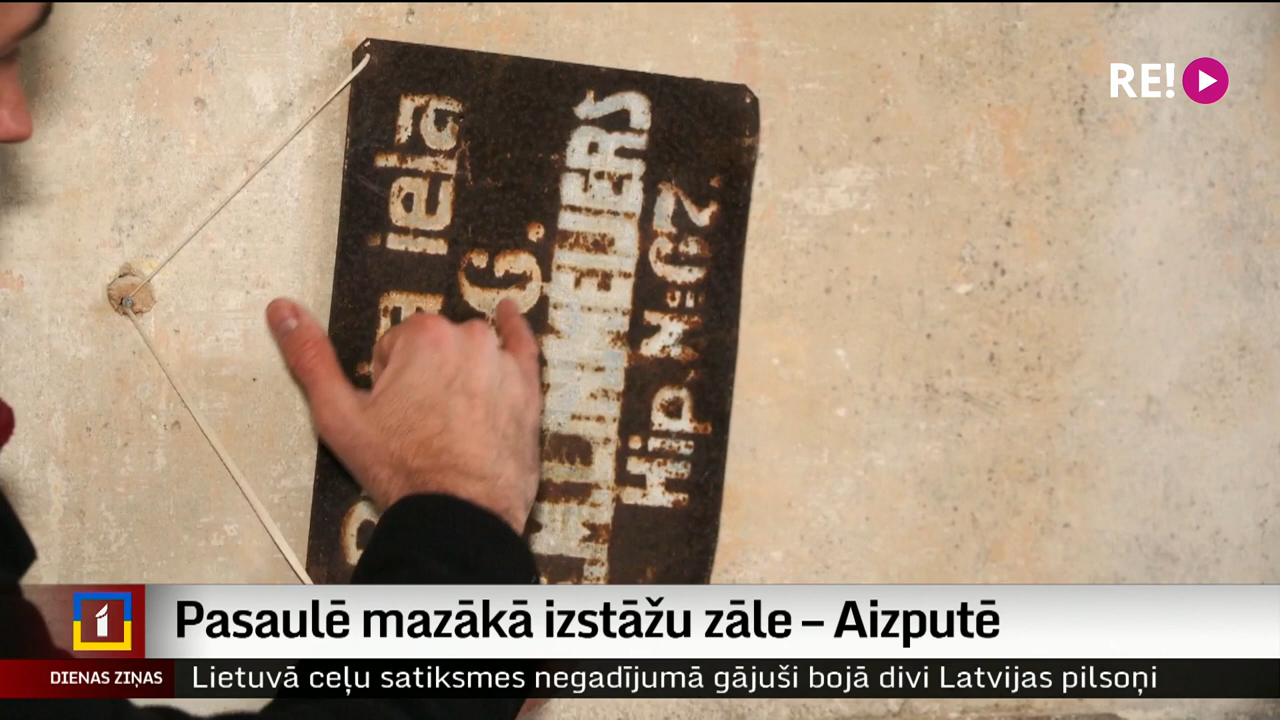 RE!
iela
G.
Hip. №67.
1
Pasaulē mazākā izstāžu zāle – Aizputē
DIENAS ZIŅAS
Lietuvā ceļu satiksmes negadījumā gājuši bojā divi Latvijas pilsoņi